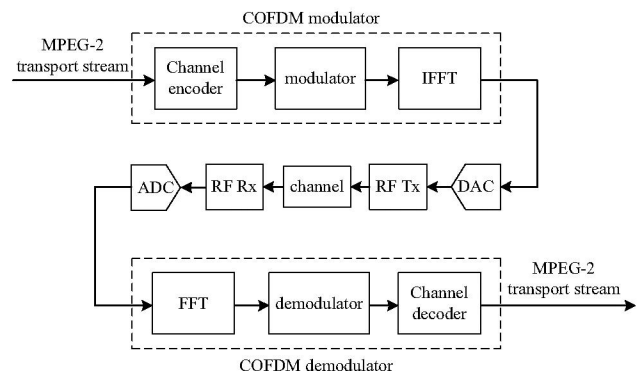 COFDM modulator
MPEG-2
transport stream
Channel
encoder
modulator
IFFT
ADC
RF Rx
channel
RF Tx
DAC
FFT
demodulator
Channel
decoder
MPEG-2
transport stream
COFDM demodulator